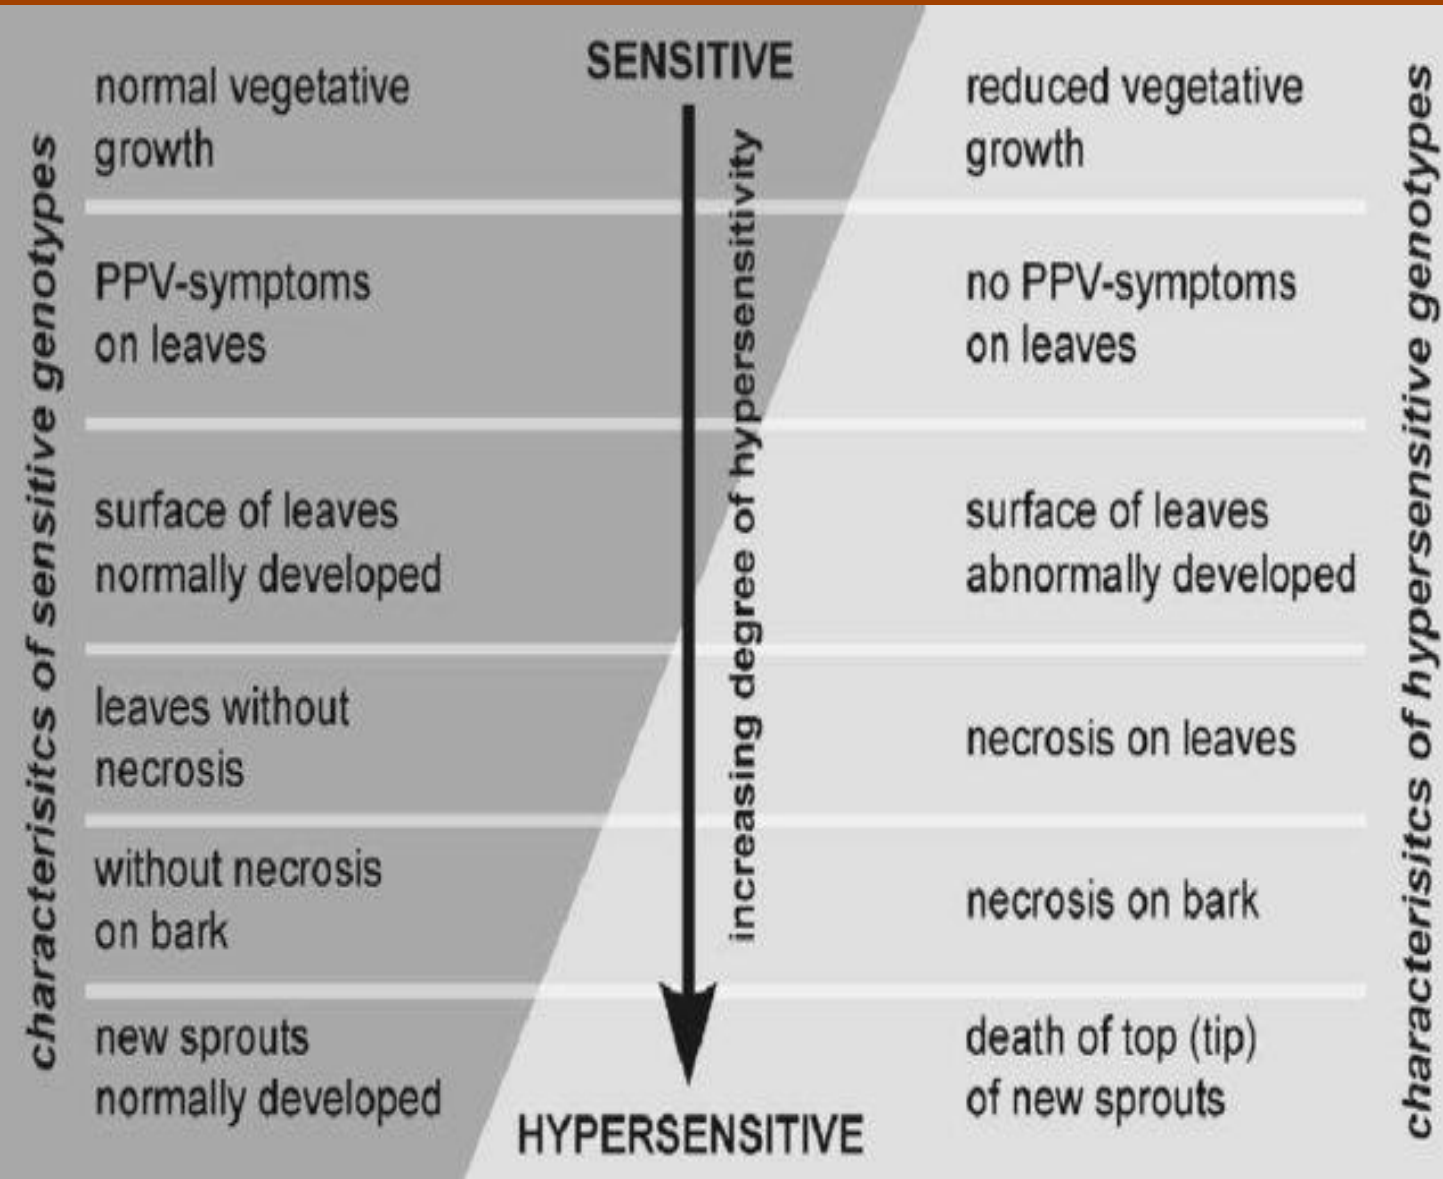 SENSITIVE
characterisitcs of sensitive genotypes
normal vegetative
growth
reduced vegetative
growth
PPV-symptoms
on leaves
no PPV-symptoms
on leaves
surface of leaves
normally developed
surface of leaves
abnormally developed
leaves without
necrosis
necrosis on leaves
without necrosis
on bark
necrosis on bark
new sprouts
normally developed
death of top (tip)
of new sprouts
increasing degree of hypersensitivity
characterisitcs of hypersensitive genotypes
HYPERSENSITIVE